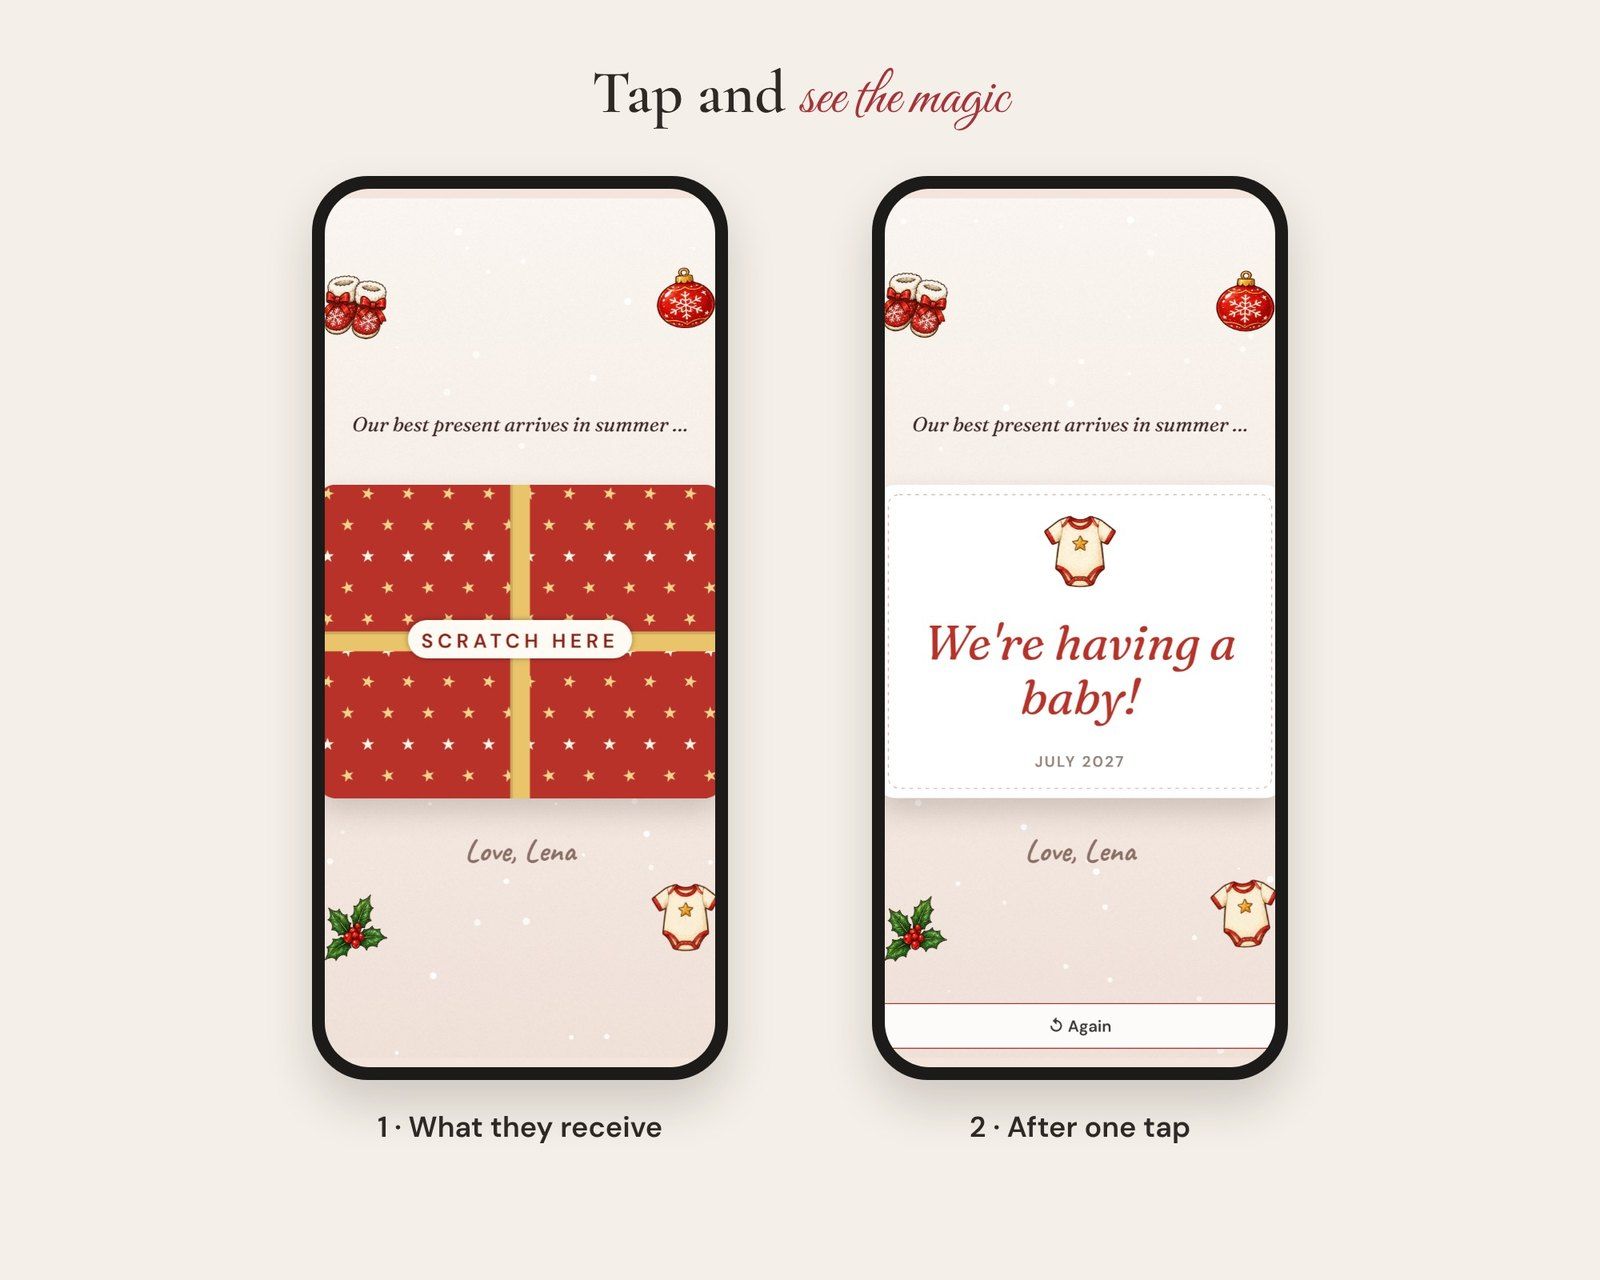 Tap and see the magic
Our best present arrives in summer ...
SCRATCH HERE
Love, Lena
1 · What they receive
Our best present arrives in summer ...
We're having a
baby!
JULY 2027
Love, Lena
Again
2 · After one tap